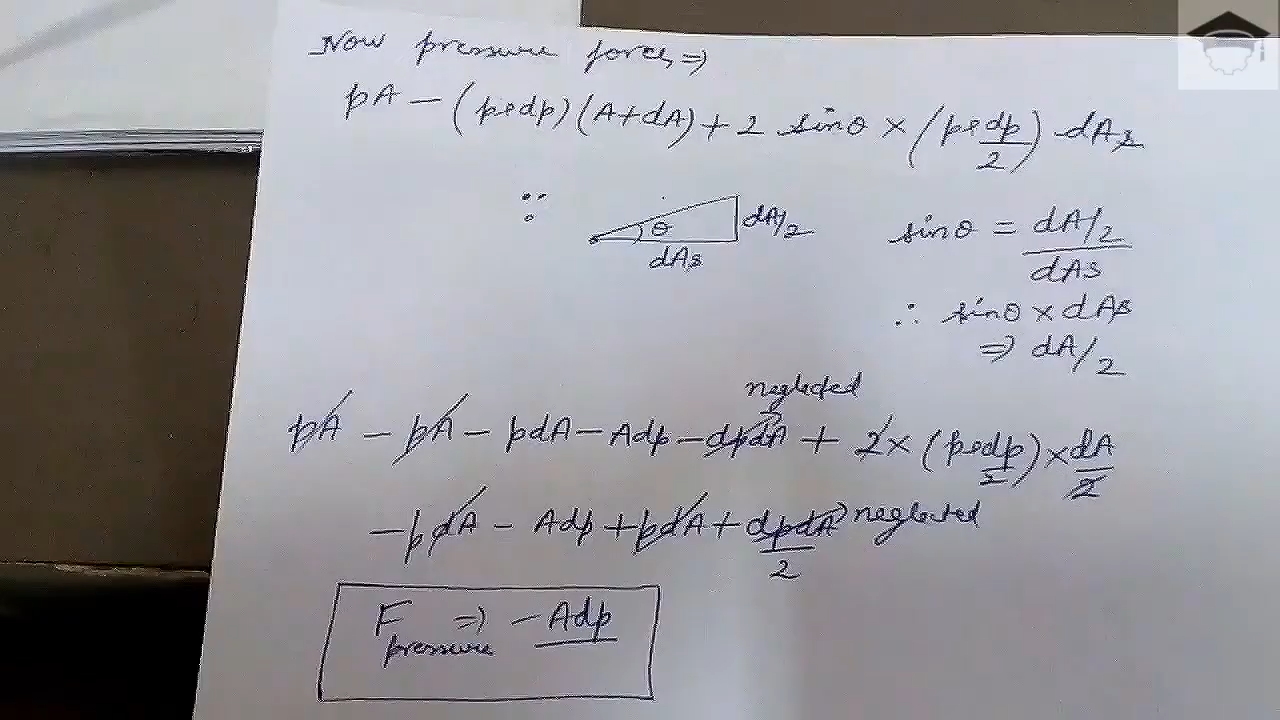 Now pressure force, ⇒
pA − (p+dp)(A+dA) + 2 sinθ × (p+dp/2) dAs
∵ θ dA/2 dAs sinθ = dA/2 / dAs
∴ sinθ × dAs
⇒ dA/2
neglected
pA − pA − pdA − Adp − dpdA + 2 × (p+dp/2) × dA/2
−pdA − Adp + pdA + dpdA/2 neglected
F pressure ⇒ − Adp